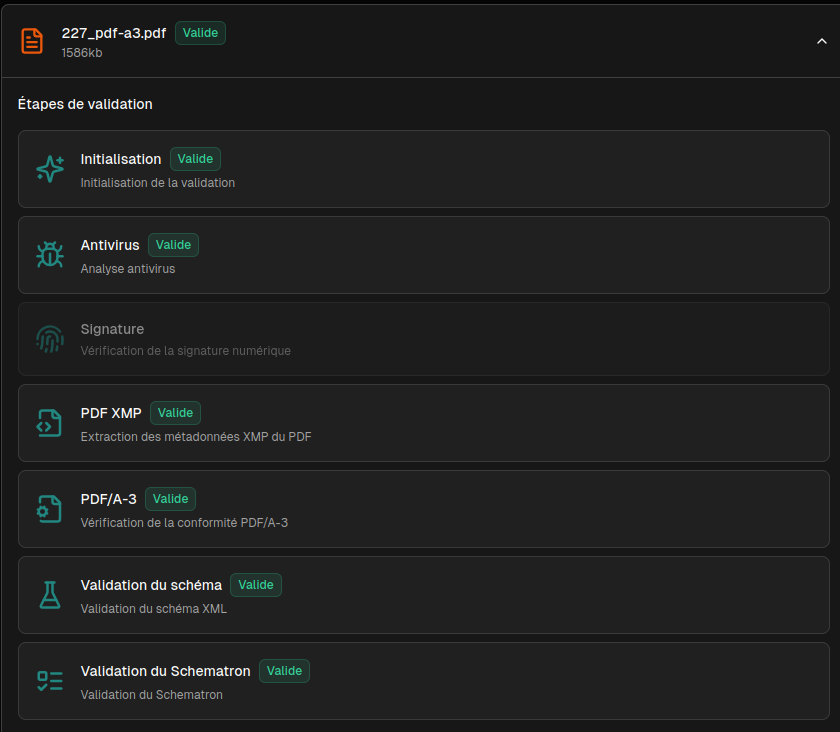 227_pdf-a3.pdf Valide
1586kb
Étapes de validation
Initialisation Valide
Initialisation de la validation
Antivirus Valide
Analyse antivirus
Signature
Vérification de la signature numérique
PDF XMP Valide
Extraction des métadonnées XMP du PDF
PDF/A-3 Valide
Vérification de la conformité PDF/A-3
Validation du schéma Valide
Validation du schéma XML
Validation du Schematron Valide
Validation du Schematron